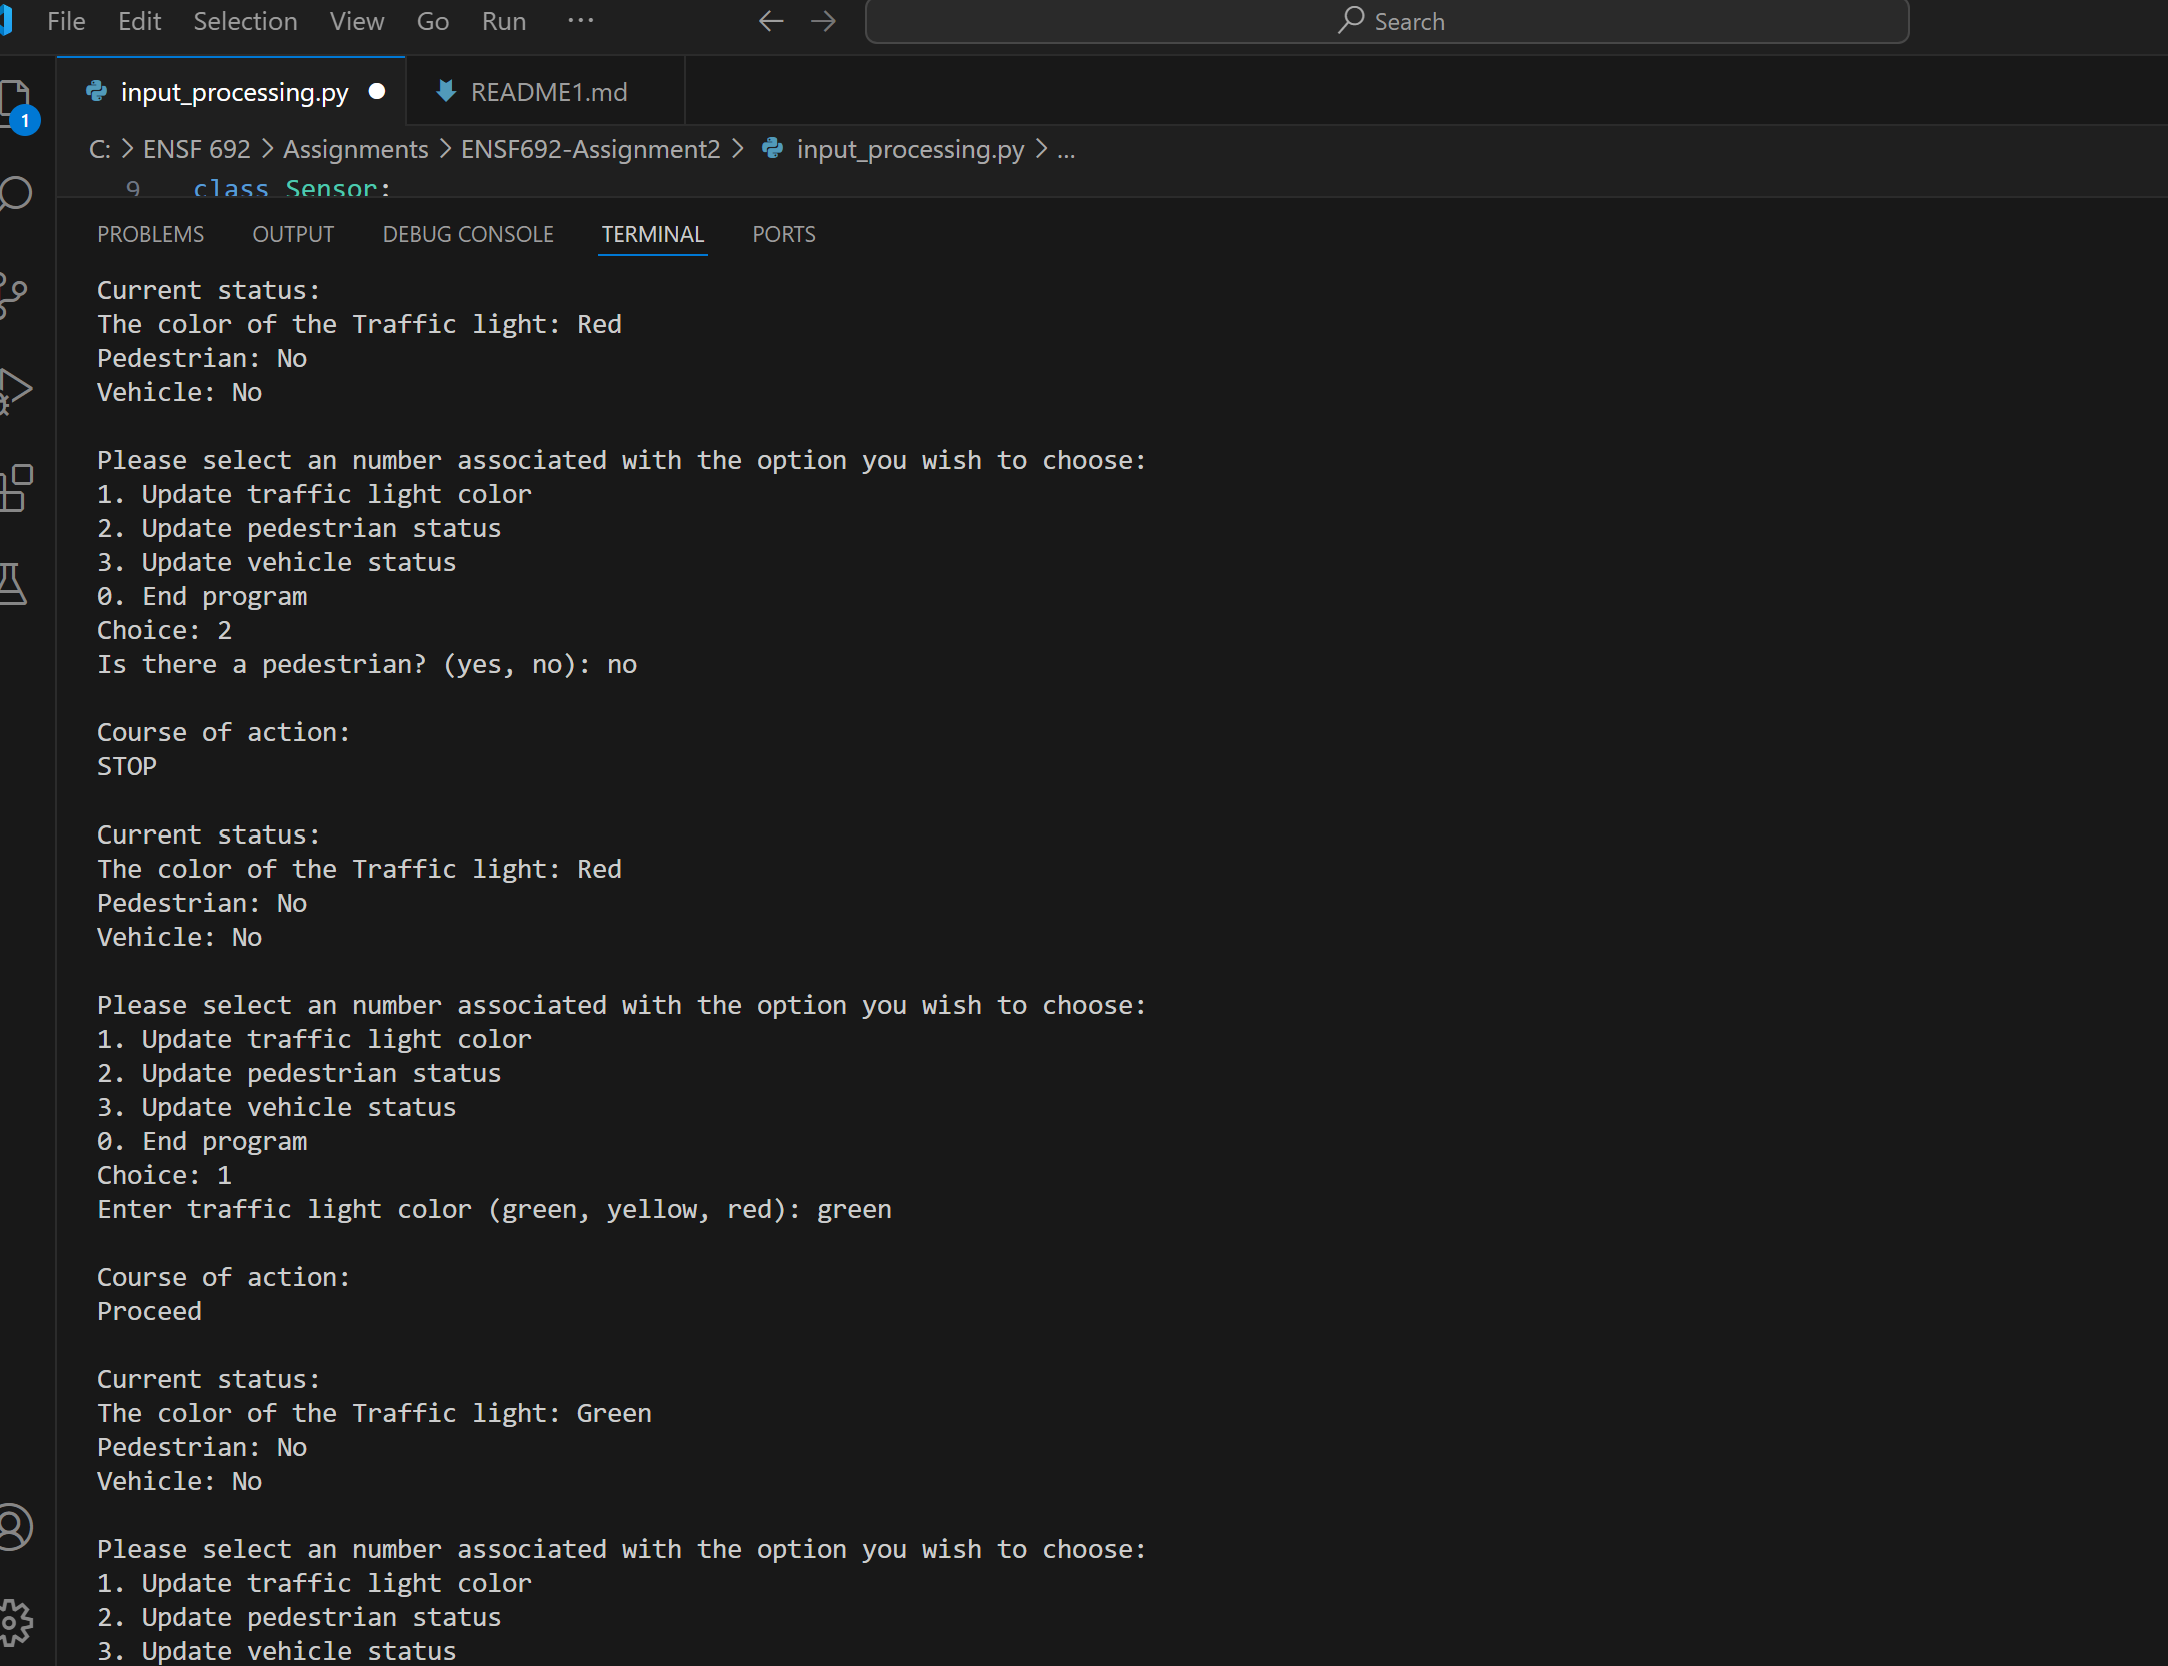 File Edit Selection View Go Run ··· ← → Search
input_processing.py README1.md
1
C: > ENSF 692 > Assignments > ENSF692-Assignment2 > input_processing.py > ...
9 class Sensor:
PROBLEMS OUTPUT DEBUG CONSOLE TERMINAL PORTS
Current status:
The color of the Traffic light: Red
Pedestrian: No
Vehicle: No
Please select an number associated with the option you wish to choose:
1. Update traffic light color
2. Update pedestrian status
3. Update vehicle status
0. End program
Choice: 2
Is there a pedestrian? (yes, no): no
Course of action:
STOP
Current status:
The color of the Traffic light: Red
Pedestrian: No
Vehicle: No
Please select an number associated with the option you wish to choose:
1. Update traffic light color
2. Update pedestrian status
3. Update vehicle status
0. End program
Choice: 1
Enter traffic light color (green, yellow, red): green
Course of action:
Proceed
Current status:
The color of the Traffic light: Green
Pedestrian: No
Vehicle: No
Please select an number associated with the option you wish to choose:
1. Update traffic light color
2. Update pedestrian status
3. Update vehicle status